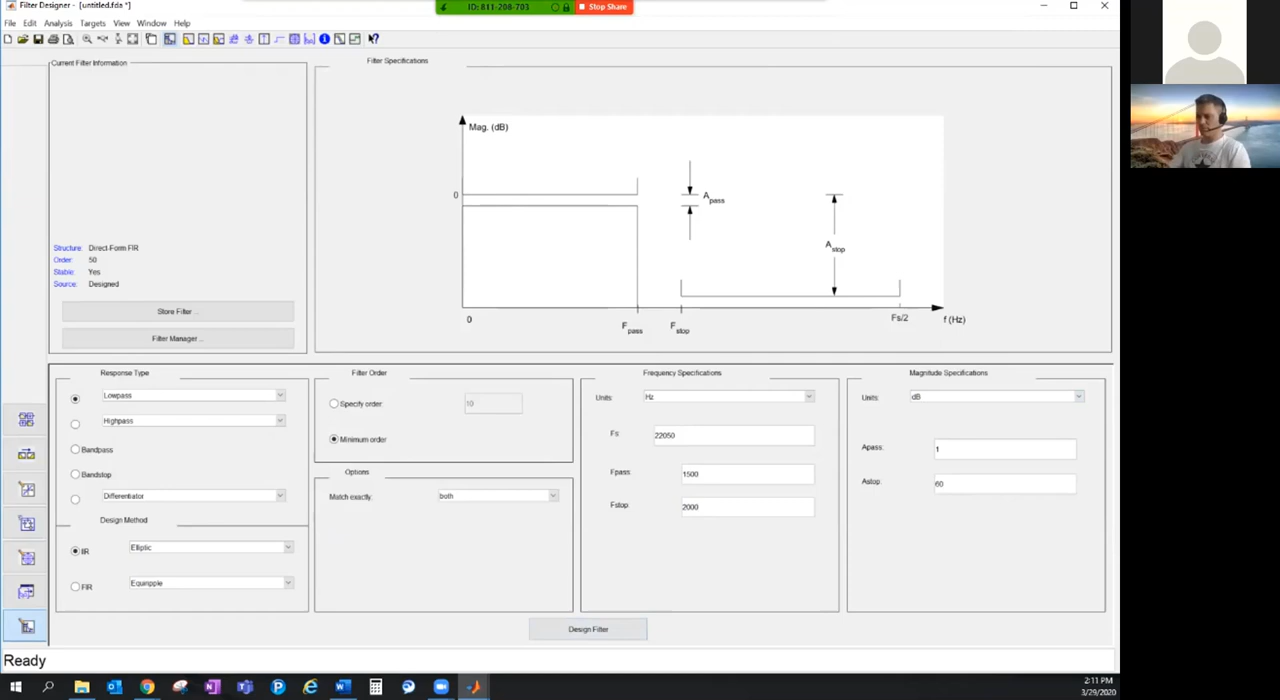 Filter Designer - [untitled.fda *]
ID: 811-208-703
Stop Share
File Edit Analysis Targets View Window Help
Current Filter Information
Structure: Direct-Form FIR
Order: 50
Stable: Yes
Source: Designed
Store Filter ...
Filter Manager ...
Filter Specifications
Mag. (dB)
0
A pass
A stop
0
F pass
F stop
Fs/2
f (Hz)
Response Type
Lowpass
Highpass
Bandpass
Bandstop
Differentiator
Design Method
IIR Elliptic
FIR Equiripple
Filter Order
Specify order: 10
Minimum order
Options
Match exactly: both
Frequency Specifications
Units: Hz
Fs: 22050
Fpass: 1500
Fstop: 2000
Magnitude Specifications
Units: dB
Apass: 1
Astop: 60
Design Filter
Ready
2:11 PM
3/29/2020